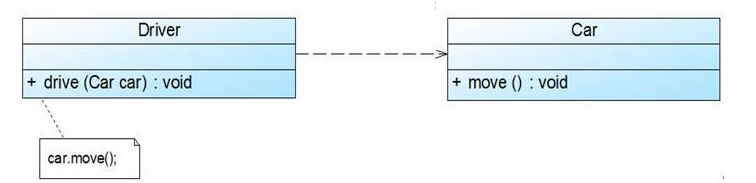 Driver
+ drive (Car car) : void
car.move();
Car
+ move () : void